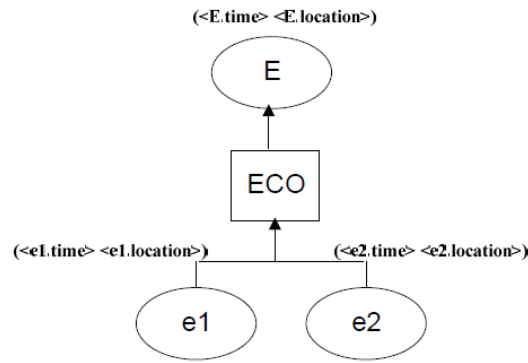 (<E.time> <E.location>)
E
ECO
(<e1.time> <e1.location>)
(<e2.time> <e2.location>)
e1
e2